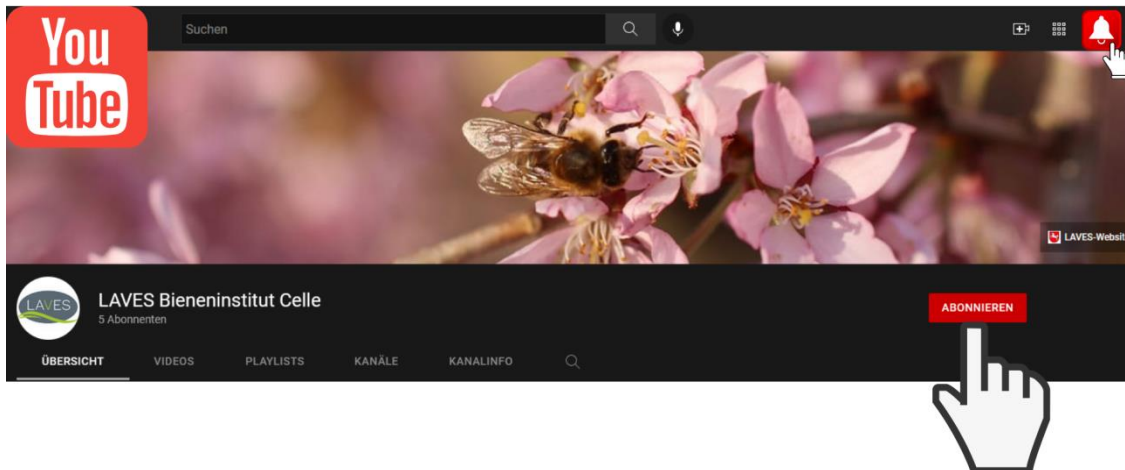 You
Tube
Suchen
LAVES-Websit
LAVES
LAVES Bieneninstitut Celle
5 Abonnenten
ABONNIEREN
ÜBERSICHT VIDEOS PLAYLISTS KANÄLE KANALINFO